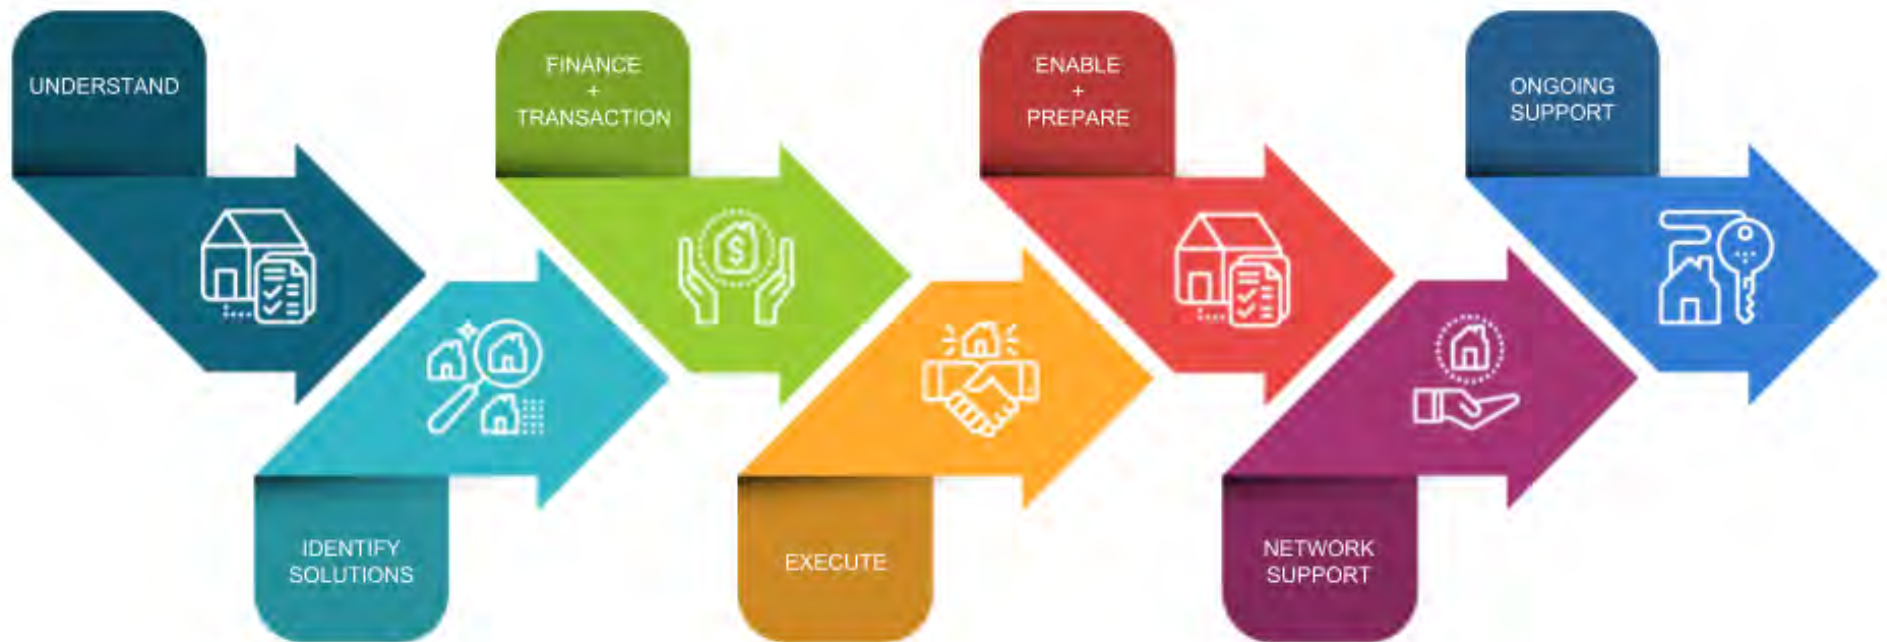 UNDERSTAND
IDENTIFY
SOLUTIONS
FINANCE
+
TRANSACTION
EXECUTE
ENABLE
+
PREPARE
NETWORK
SUPPORT
ONGOING
SUPPORT